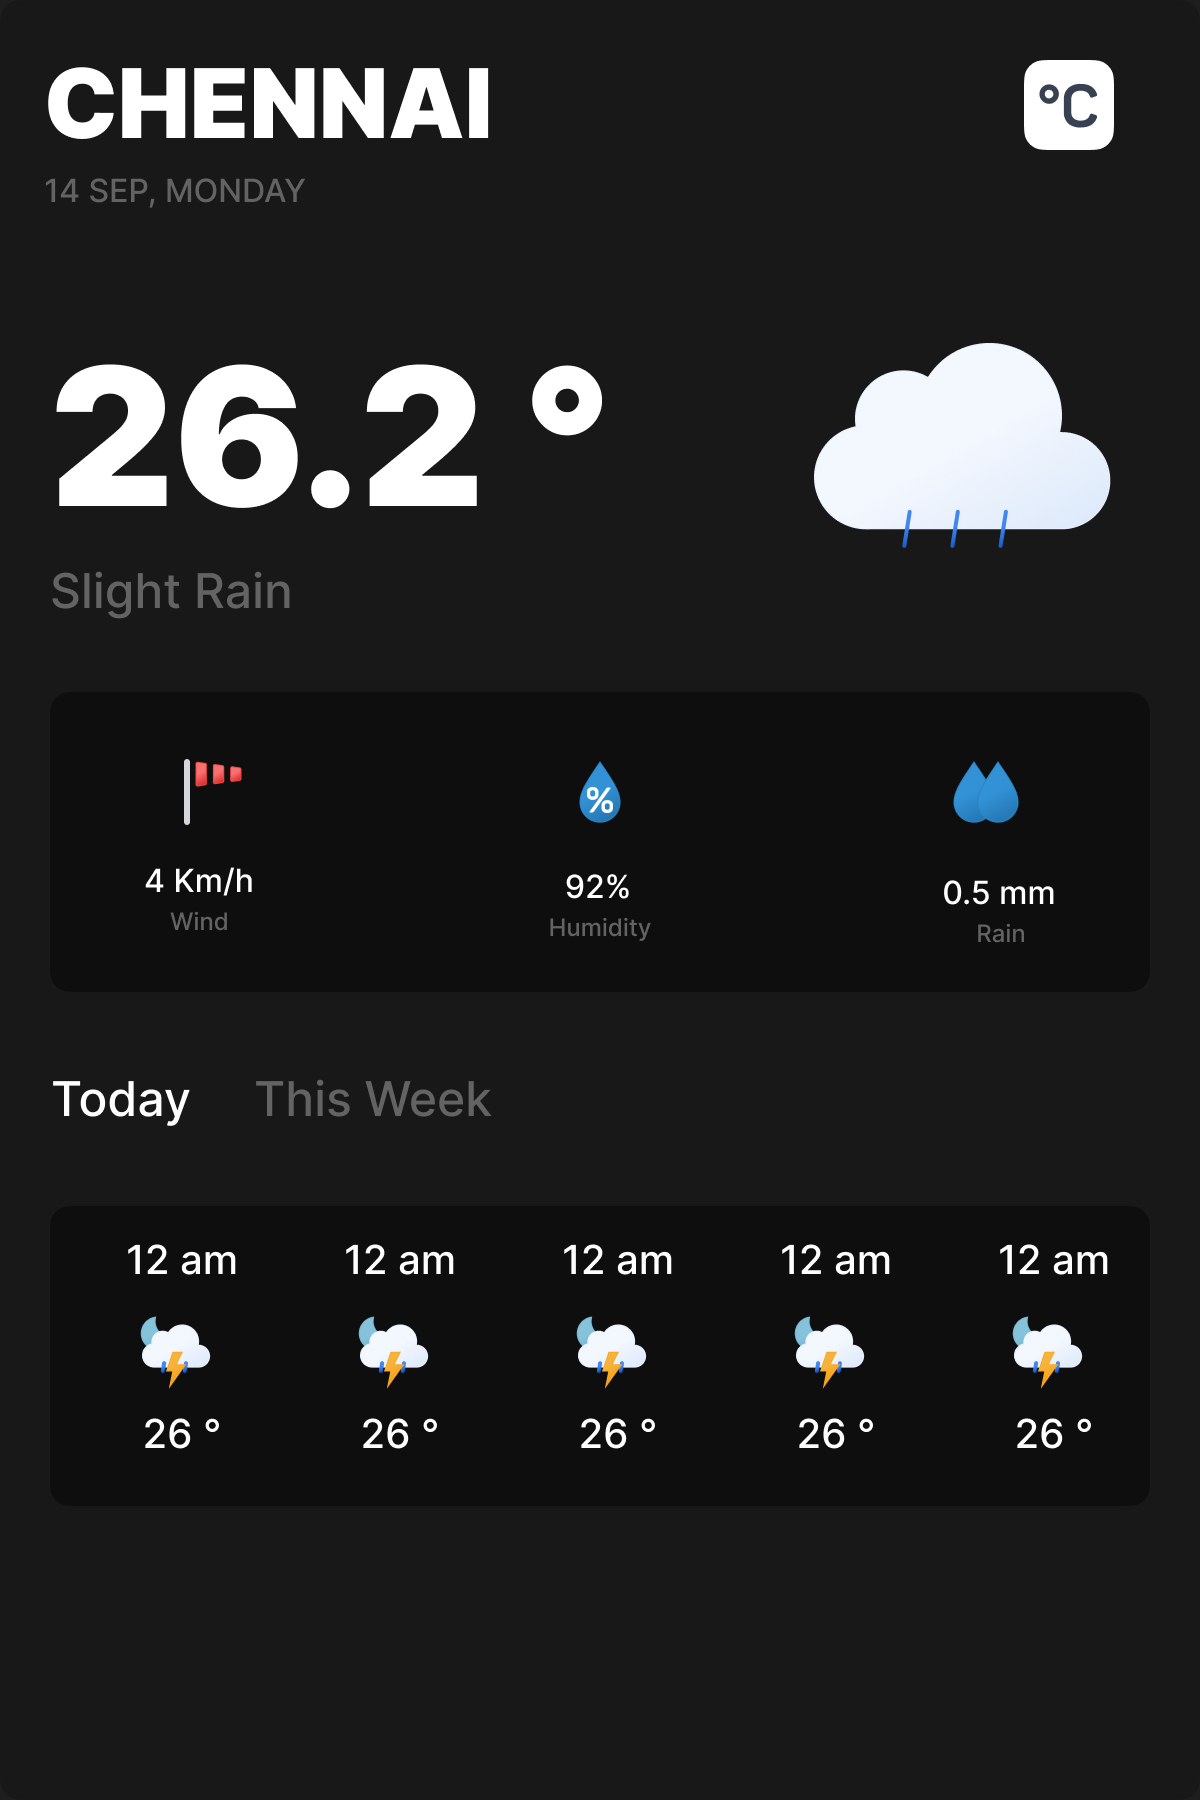 CHENNAI
°C
14 SEP, MONDAY
26.2 °
Slight Rain
%
4 Km/h
92%
0.5 mm
Wind
Humidity
Rain
Today This Week
12 am 12 am 12 am 12 am 12 am
26 ° 26 ° 26 ° 26 ° 26 °